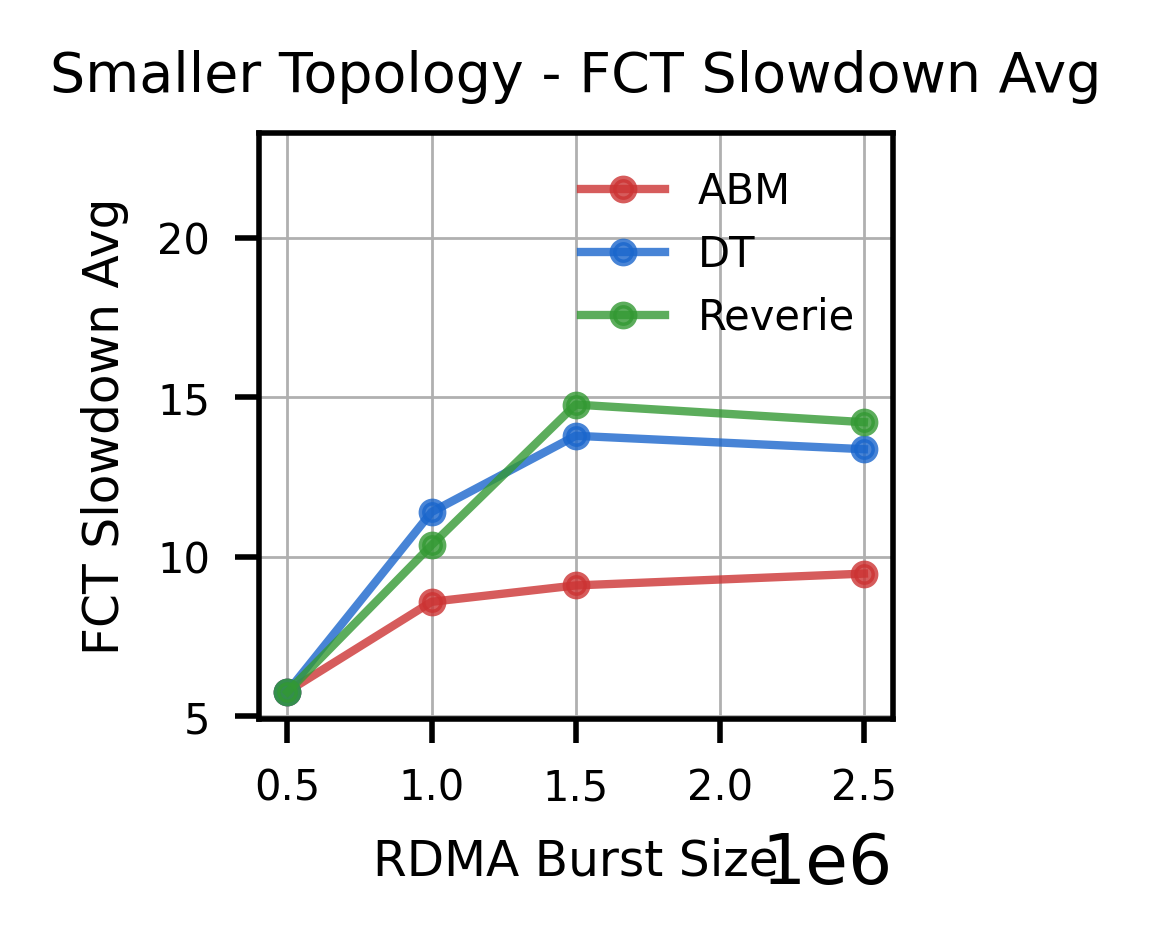 Smaller Topology - FCT Slowdown Avg
FCT Slowdown Avg
20
15
10
5
ABM
DT
Reverie
0.5 1.0 1.5 2.0 2.5
RDMA Burst Size
1e6